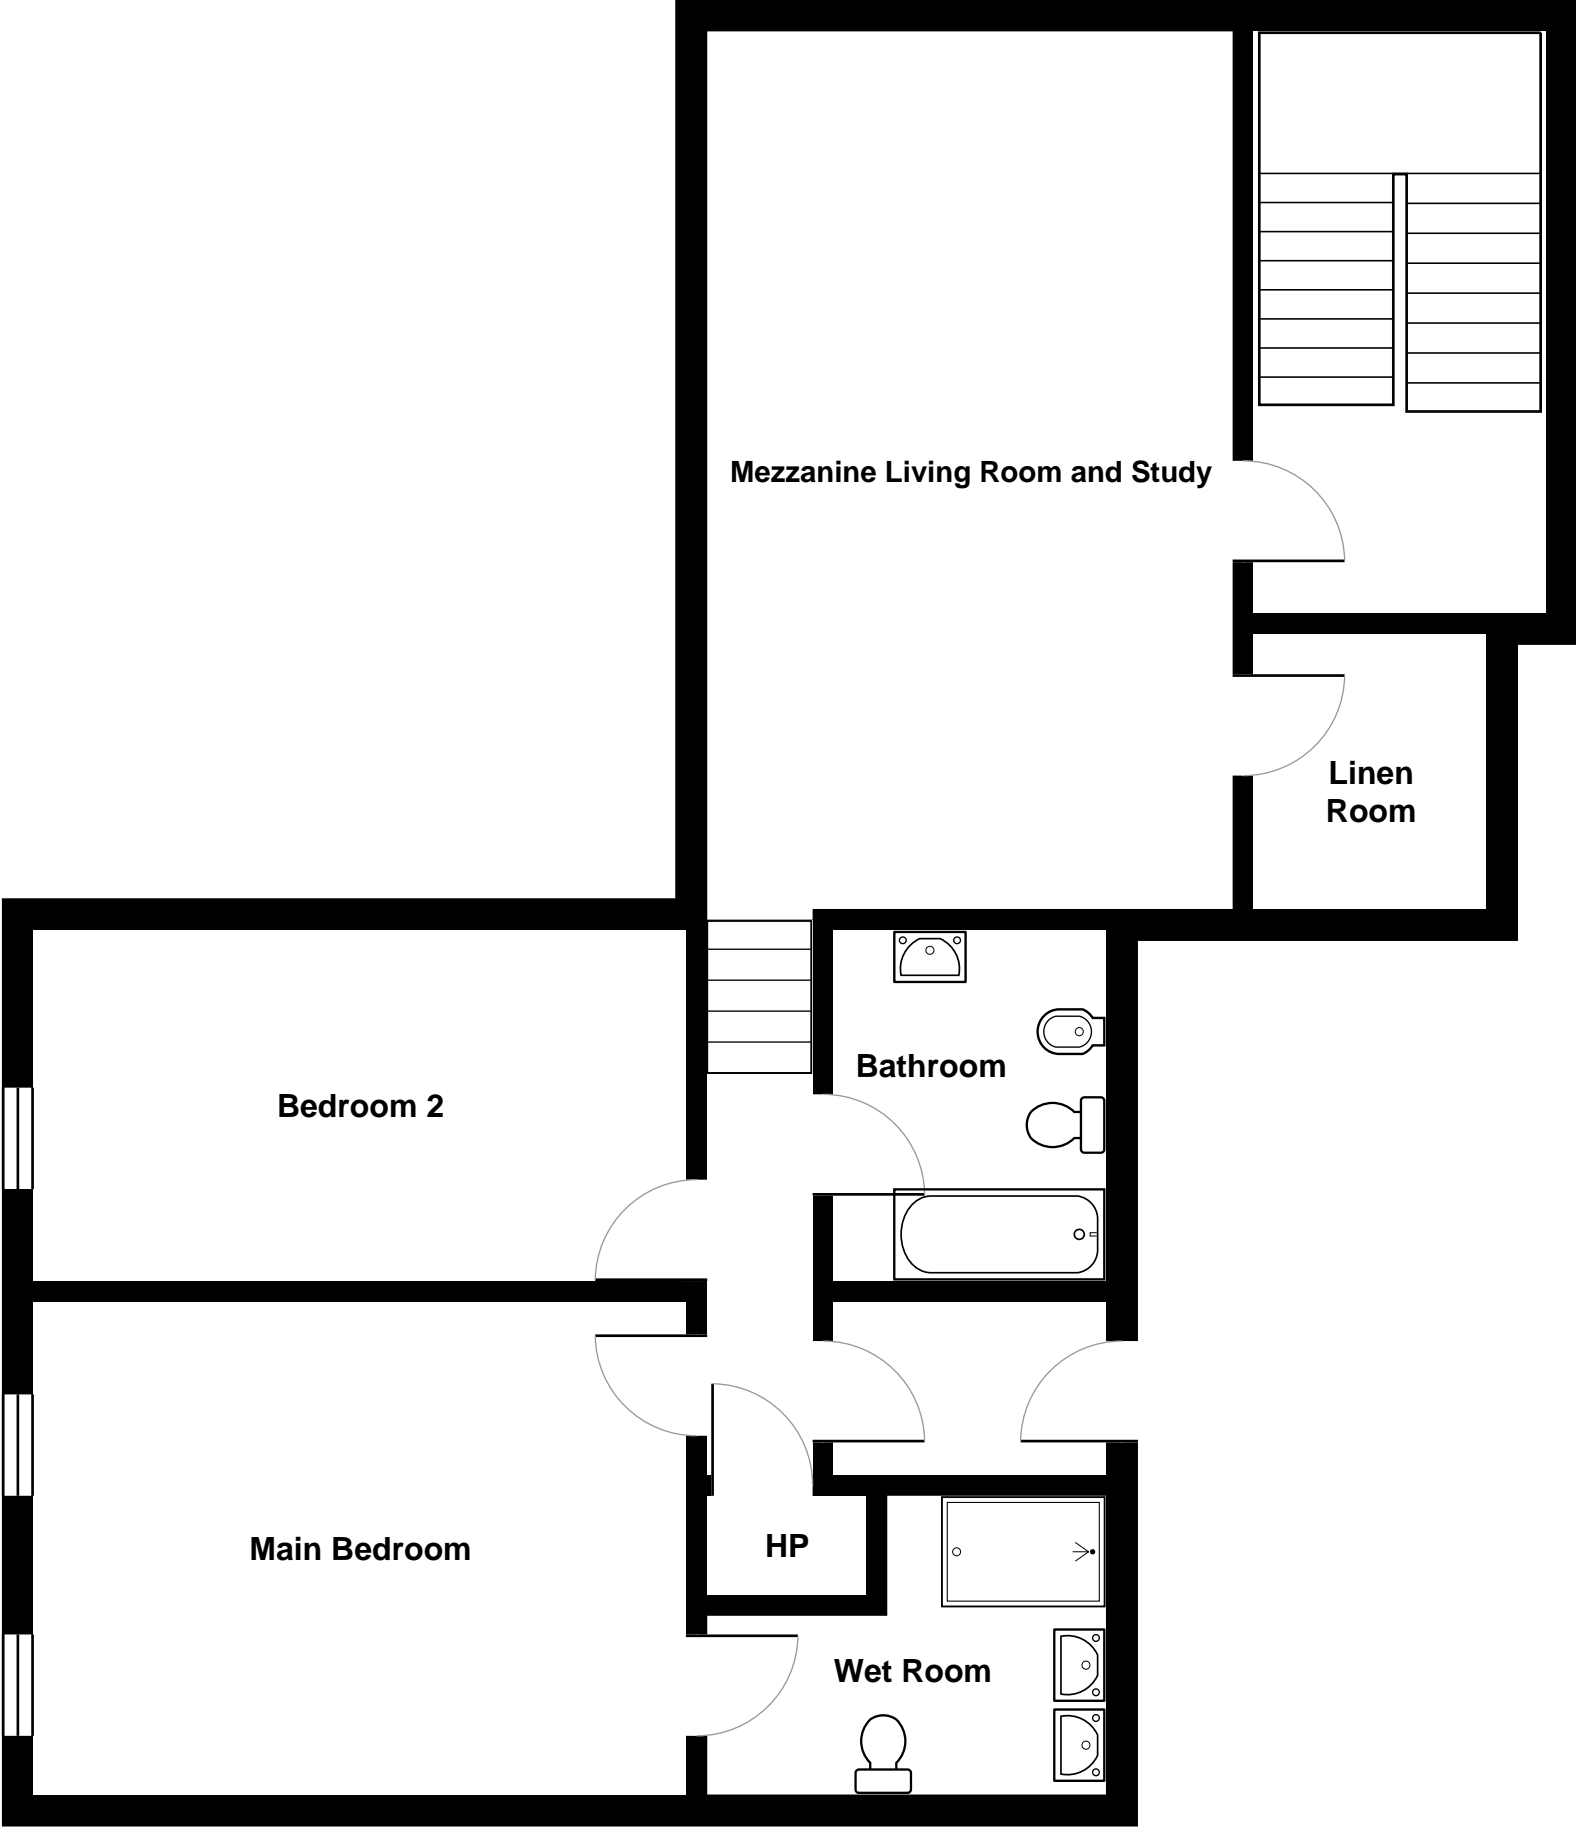 Mezzanine Living Room and Study
Linen
Room
Bathroom
Bedroom 2
HP
Main Bedroom
Wet Room